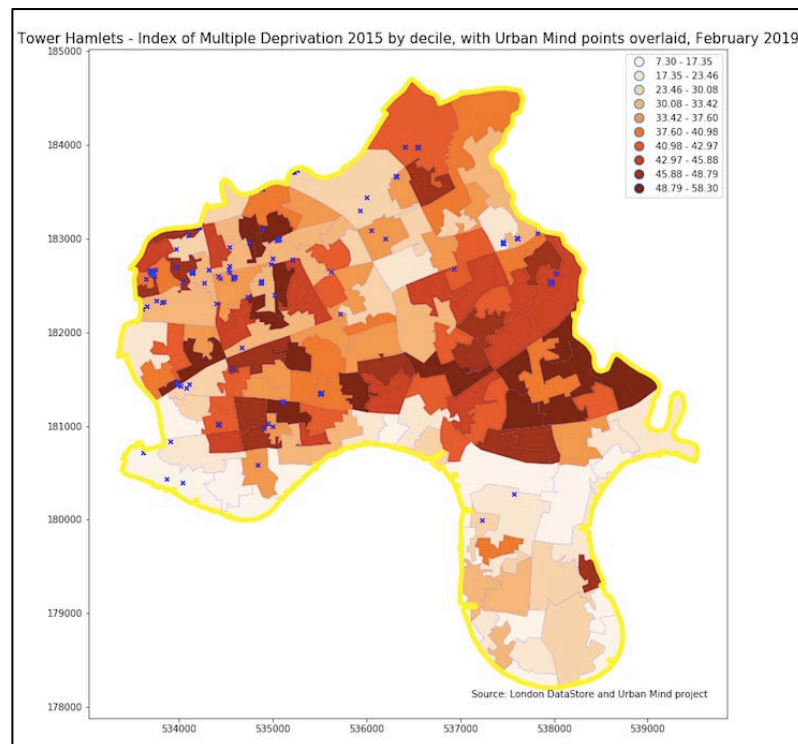 Tower Hamlets - Index of Multiple Deprivation 2015 by decile, with Urban Mind points overlaid, February 2019
185000
184000
183000
182000
181000
180000
179000
178000
7.30 - 17.35
17.35 - 23.46
23.46 - 30.08
30.08 - 33.42
33.42 - 37.60
37.60 - 40.98
40.98 - 42.97
42.97 - 45.88
45.88 - 48.79
48.79 - 58.30
Source: London DataStore and Urban Mind project
534000 535000 536000 537000 538000 539000